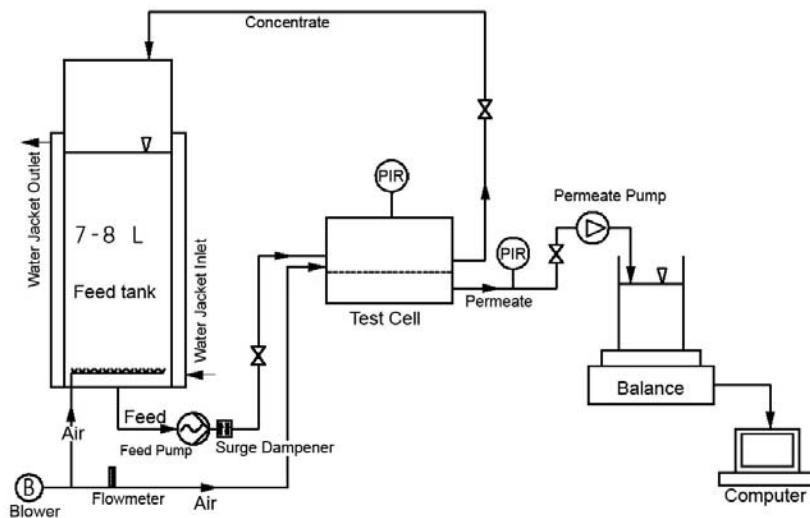 Concentrate
Water Jacket Outlet
PIR
7-8 L
Permeate Pump
Feed tank
Water Jacket Inlet
PIR
Permeate
Test Cell
Balance
Feed
Air
Feed Pump
Surge Dampener
B
Flowmeter
Air
Blower
Computer